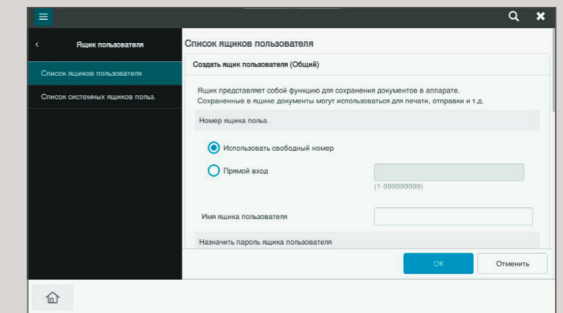 Ящик пользователя
Список ящиков пользователя
Список системных ящиков польз.
Список ящиков пользователя
Создать ящик пользователя (Общий)
Ящик представляет собой функцию для сохранения документов в аппарате.
Сохраненные в ящике документы могут использоваться для печати, отправки и т.д.
Номер ящика польз.
Использовать свободный номер
Прямой вход
(1-999999999)
Имя ящика пользователя
Назначить пароль ящика пользователя
OK
Отменить